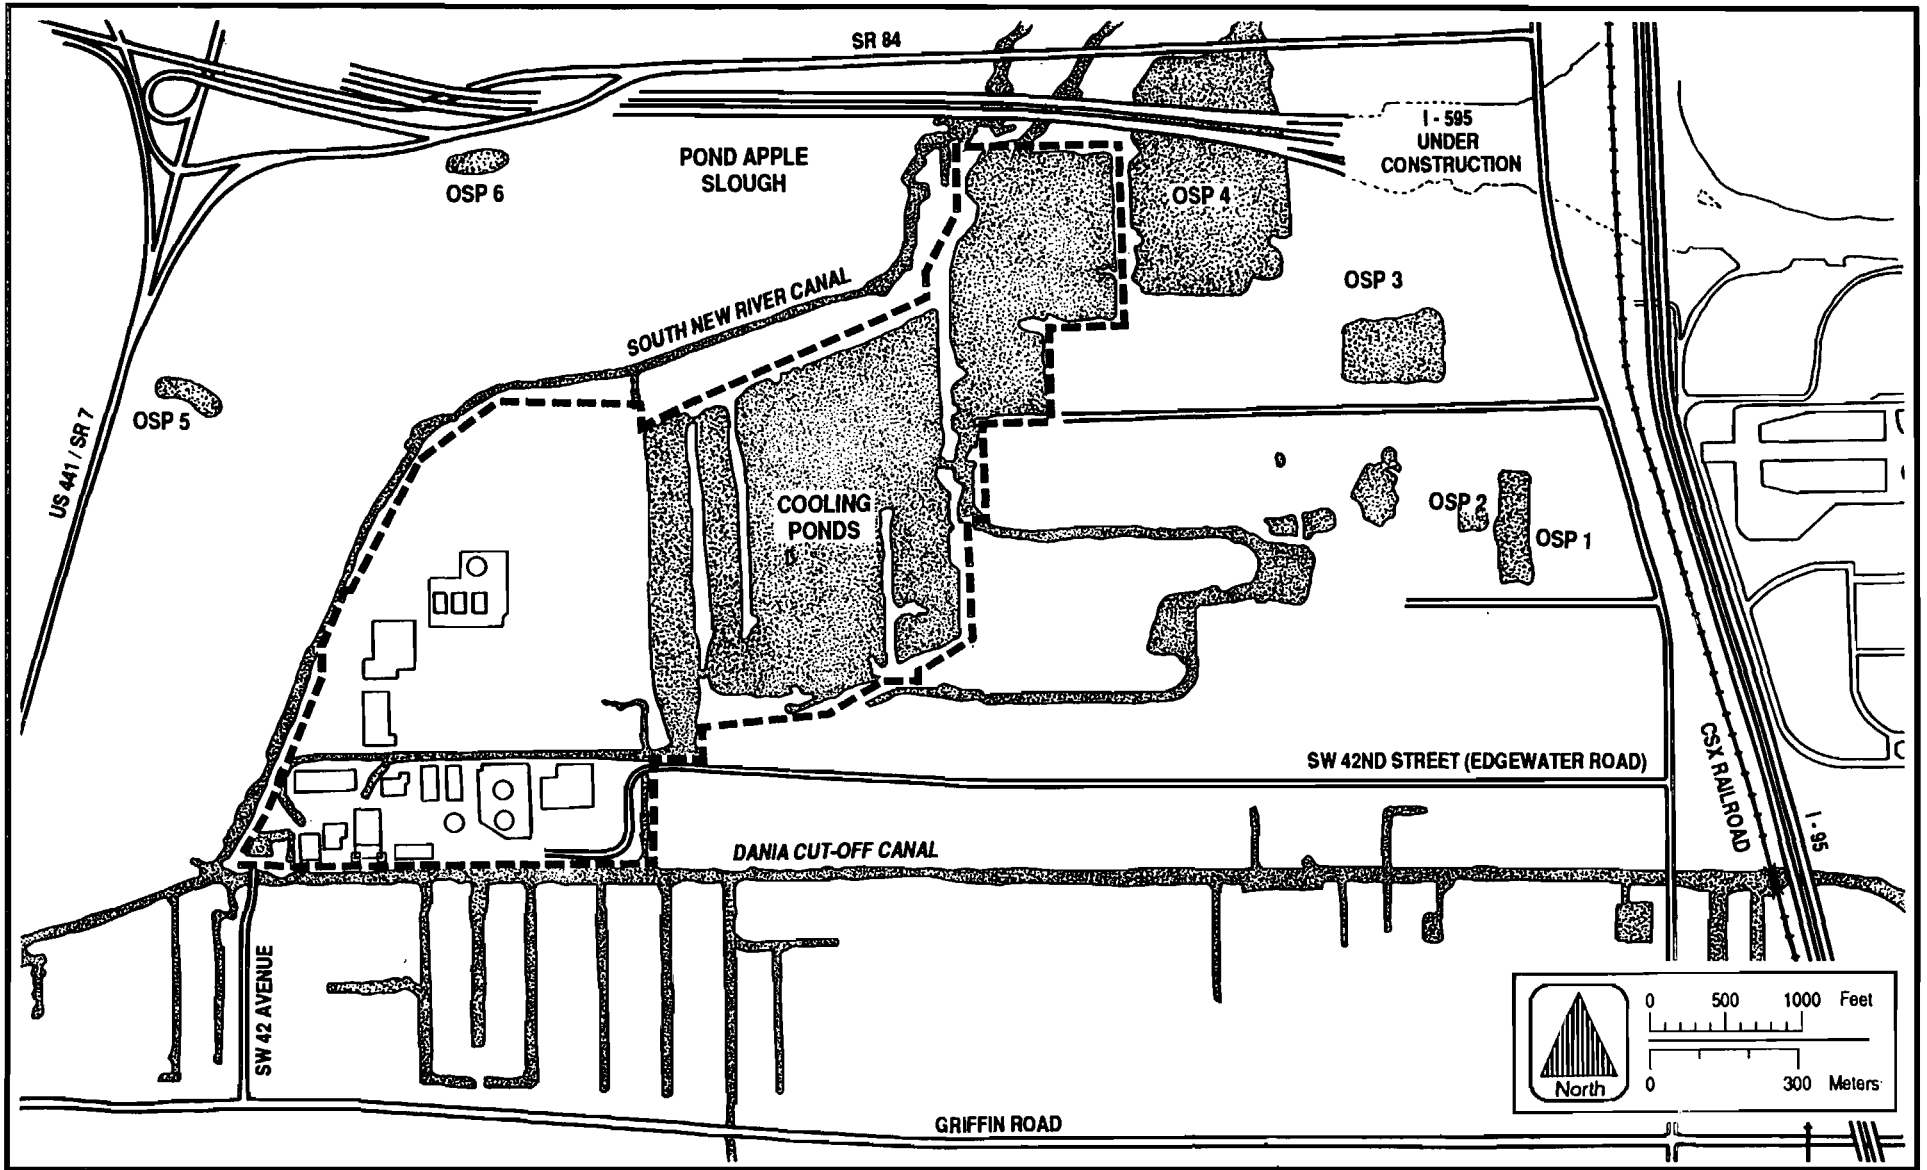 SR 84
I - 595
UNDER
CONSTRUCTION
POND APPLE
SLOUGH
OSP 6
OSP 4
OSP 3
SOUTH NEW RIVER CANAL
OSP 5
US 441 / SR 7
COOLING
PONDS
OSP 2
OSP 1
SW 42ND STREET (EDGEWATER ROAD)
CSX RAILROAD
I - 95
DANIA CUT-OFF CANAL
SW 42 AVENUE
GRIFFIN ROAD
North
0 500 1000 Feet
0 300 Meters